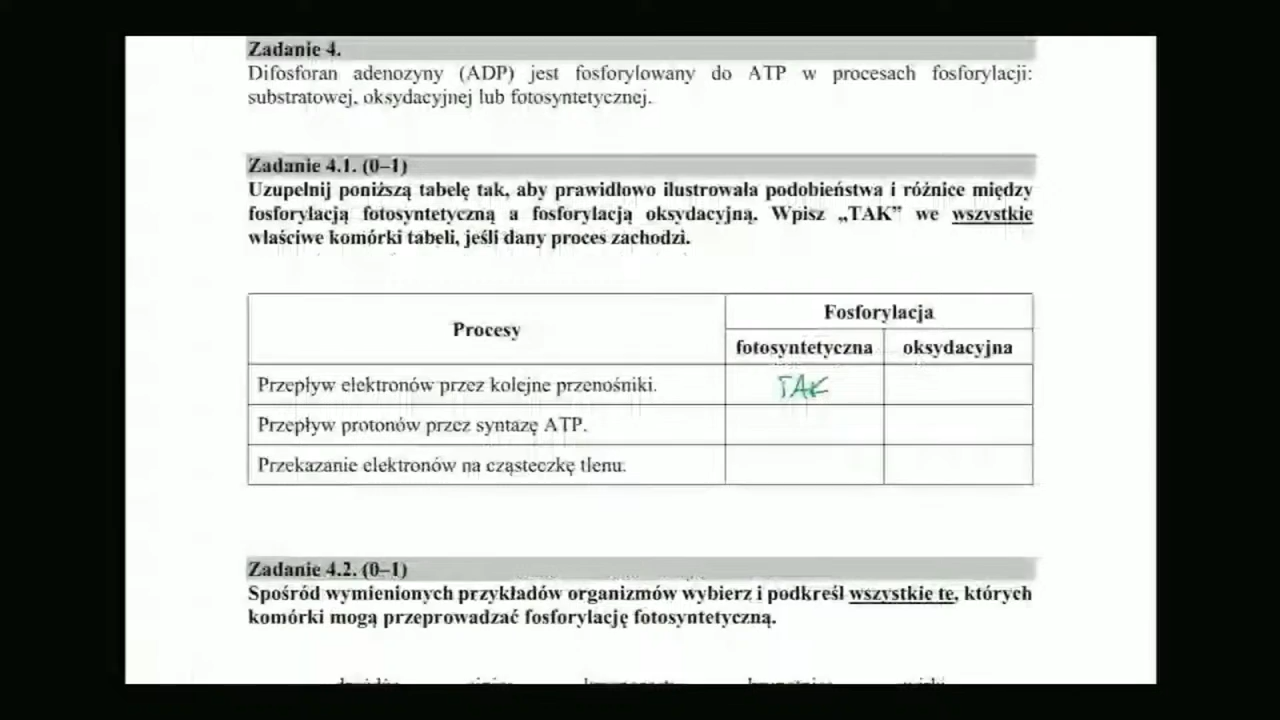 Zadanie 4.
Difosforan adenozyny (ADP) jest fosforylowany do ATP w procesach fosforylacji:
substratowej, oksydacyjnej lub fotosyntetycznej.
Zadanie 4.1. (0–1)
Uzupełnij poniższą tabelę tak, aby prawidłowo ilustrowała podobieństwa i różnice między
fosforylacją fotosyntetyczną a fosforylacją oksydacyjną. Wpisz „TAK” we wszystkie
właściwe komórki tabeli, jeśli dany proces zachodzi.
Procesy
Fosforylacja
fotosyntetyczna oksydacyjna
Przepływ elektronów przez kolejne przenośniki. TAK
Przepływ protonów przez syntazę ATP.
Przekazanie elektronów na cząsteczkę tlenu.
Zadanie 4.2. (0–1)
Spośród wymienionych przykładów organizmów wybierz i podkreśl wszystkie te, których
komórki mogą przeprowadzać fosforylację fotosyntetyczną.